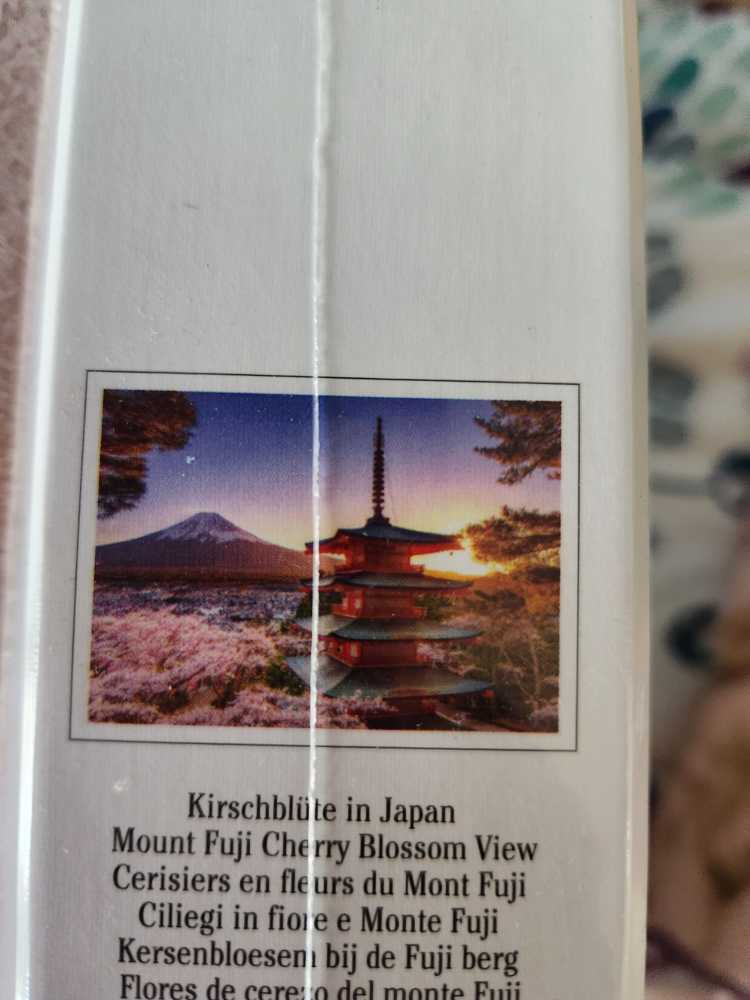 Kirschblüte in Japan
Mount Fuji Cherry Blossom View
Cerisiers en fleurs du Mont Fuji
Ciliegi in fiore e Monte Fuji
Kersenbloesem bij de Fuji berg
Flores de cerezo del monte Fuji